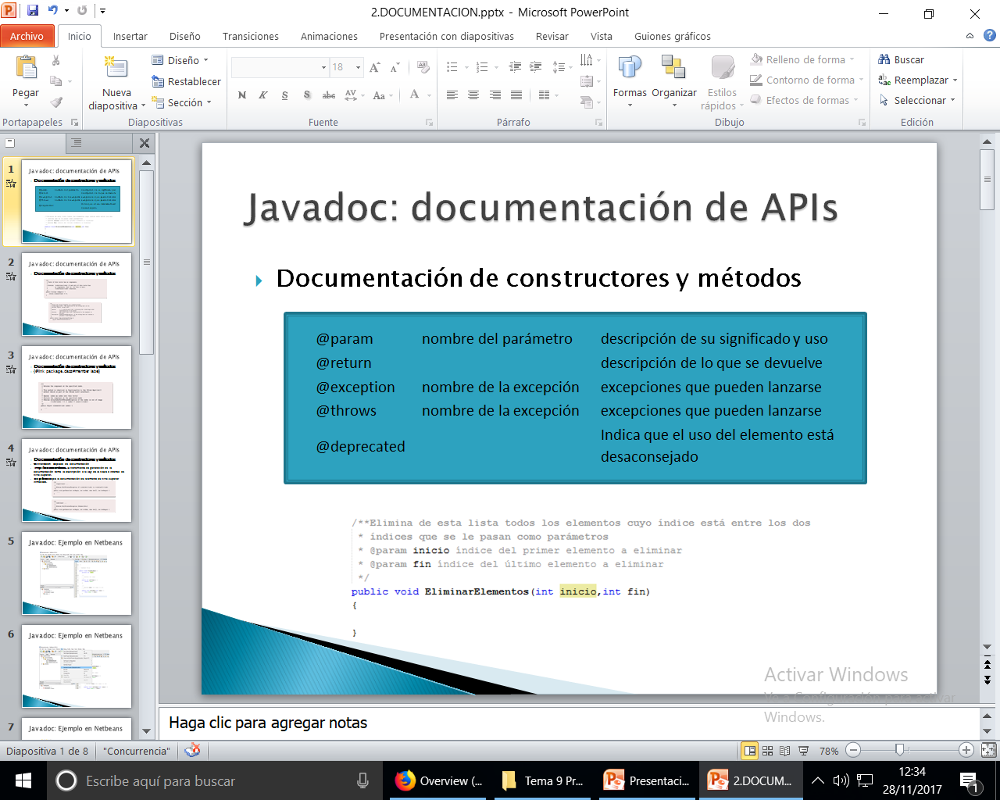 2.DOCUMENTACION.pptx - Microsoft PowerPoint
Archivo Inicio Insertar Diseño Transiciones Animaciones Presentación con diapositivas Revisar Vista Guiones gráficos
Pegar
Portapapeles
Nueva diapositiva
Diseño
Restablecer
Sección
Diapositivas
18
N K S S abc AV Aa A
Fuente
Párrafo
Formas Organizar Estilos rápidos
Relleno de forma
Contorno de forma
Efectos de formas
Dibujo
Buscar
Reemplazar
Seleccionar
Edición
1
Javadoc: documentación de APIs
2
Javadoc: documentación de APIs
3
Javadoc: documentación de APIs
4
Javadoc: documentación de APIs
5
Javadoc: Ejemplo en Netbeans
6
Javadoc: Ejemplo en Netbeans
7
Javadoc: Ejemplo en Netbeans
Javadoc: documentación de APIs
Documentación de constructores y métodos
@param nombre del parámetro descripción de su significado y uso
@return descripción de lo que se devuelve
@exception nombre de la excepción excepciones que pueden lanzarse
@throws nombre de la excepción excepciones que pueden lanzarse
@deprecated Indica que el uso del elemento está
desaconsejado
/**Elimina de esta lista todos los elementos cuyo índice está entre los dos
* índices que se le pasan como parámetros
* @param inicio índice del primer elemento a eliminar
* @param fin índice del último elemento a eliminar
*/
public void EliminarElementos(int inicio,int fin)
{
}
Activar Windows
Ve a Configuración para activar
Windows.
Haga clic para agregar notas
Diapositiva 1 de 8 "Concurrencia" 78%
Escribe aquí para buscar
Overview (...
Tema 9 Pr...
Presentaci...
2.DOCUM...
12:34
28/11/2017
1